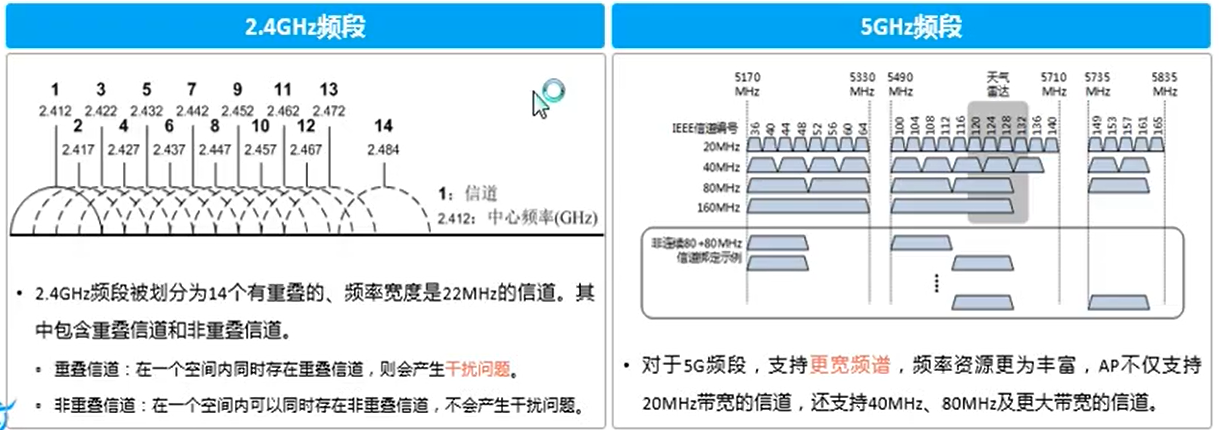 2.4GHz频段
1 3 5 7 9 11 13
2.412 2.422 2.432 2.442 2.452 2.462 2.472
2 4 6 8 10 12 14
2.417 2.427 2.437 2.447 2.457 2.467 2.484
1：信道
2.412：中心频率(GHz)
• 2.4GHz频段被划分为14个有重叠的、频率宽度是22MHz的信道。其
中包含重叠信道和非重叠信道。
▫ 重叠信道：在一个空间内同时存在重叠信道，则会产生干扰问题。
▫ 非重叠信道：在一个空间内可以同时存在非重叠信道，不会产生干扰问题。
5GHz频段
5170 5330 5490 天气 5710 5735 5835
MHz MHz MHz 雷达 MHz MHz MHz
IEEE信道编号 36 40 44 48 52 56 60 64 100 104 108 112 116 120 124 128 132 136 140 149 153 157 161 165
20MHz
40MHz
80MHz
160MHz
非连续80+80MHz
信道绑定示例
• 对于5G频段，支持更宽频谱，频率资源更为丰富，AP不仅支持
20MHz带宽的信道，还支持40MHz、80MHz及更大带宽的信道。